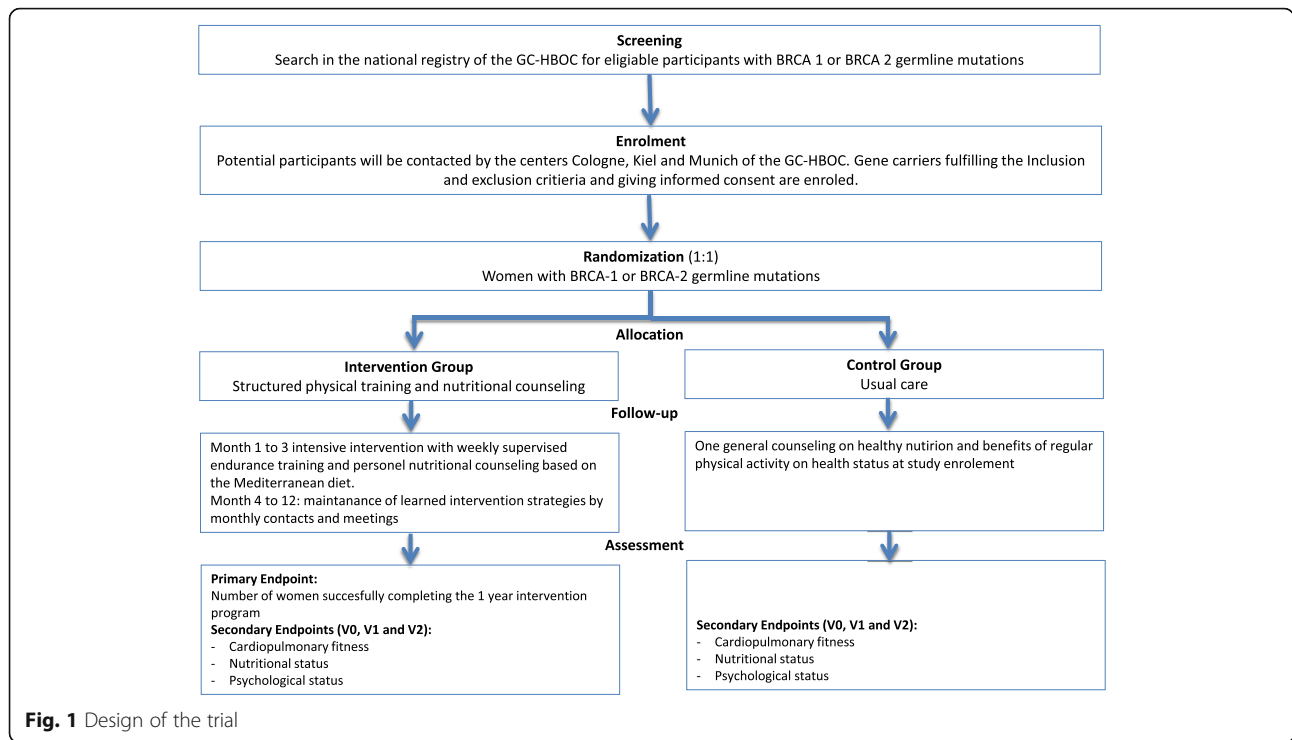 Screening
Search in the national registry of the GC-HBOC for eligiable participants with BRCA 1 or BRCA 2 germline mutations
Enrolment
Potential participants will be contacted by the centers Cologne, Kiel and Munich of the GC-HBOC. Gene carriers fulfilling the Inclusion
and exclusion critieria and giving informed consent are enroled.
Randomization (1:1)
Women with BRCA-1 or BRCA-2 germline mutations
Allocation
Intervention Group
Structured physical training and nutritional counseling
Control Group
Usual care
Follow-up
Month 1 to 3 intensive intervention with weekly supervised
endurance training and personel nutritional counseling based on
the Mediterranean diet.
Month 4 to 12: maintanance of learned intervention strategies by
monthly contacts and meetings
One general counseling on healthy nutirion and benefits of regular
physical activity on health status at study enrolement
Assessment
Primary Endpoint:
Number of women succesfully completing the 1 year intervention
program
Secondary Endpoints (V0, V1 and V2):
- Cardiopulmonary fitness
- Nutritional status
- Psychological status
Secondary Endpoints (V0, V1 and V2):
- Cardiopulmonary fitness
- Nutritional status
- Psychological status
Fig. 1 Design of the trial